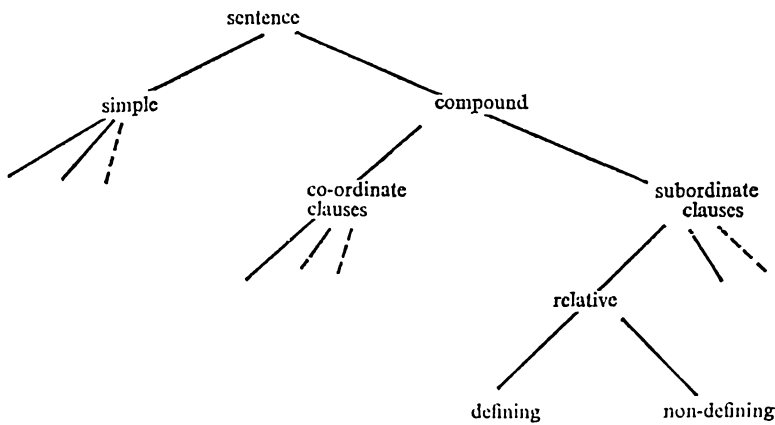 sentence
simple
compound
co-ordinate
clauses
subordinate
clauses
relative
defining
non-defining